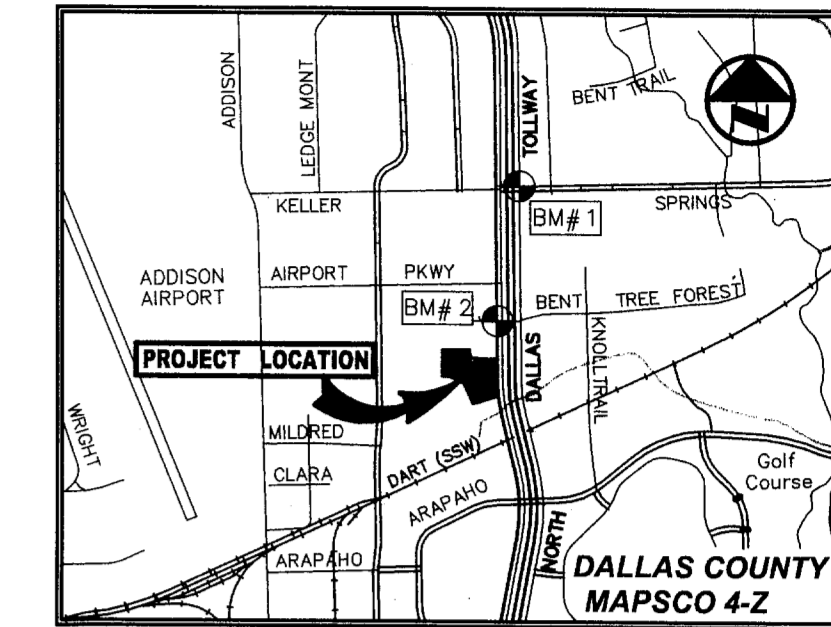 ADDISON
LEDGE MONT
TOLLWAY
BENT TRAIL
N
KELLER
SPRINGS
BM# 1
ADDISON
AIRPORT
AIRPORT PKWY
BM# 2
BENT TREE FOREST
PROJECT LOCATION
DALLAS
KNOLL TRAIL
WRIGHT
MILDRED
DART (SSW)
CLARA
ARAPAHO
Golf
Course
ARAPAHO
NORTH
DALLAS COUNTY
MAPSCO 4-Z